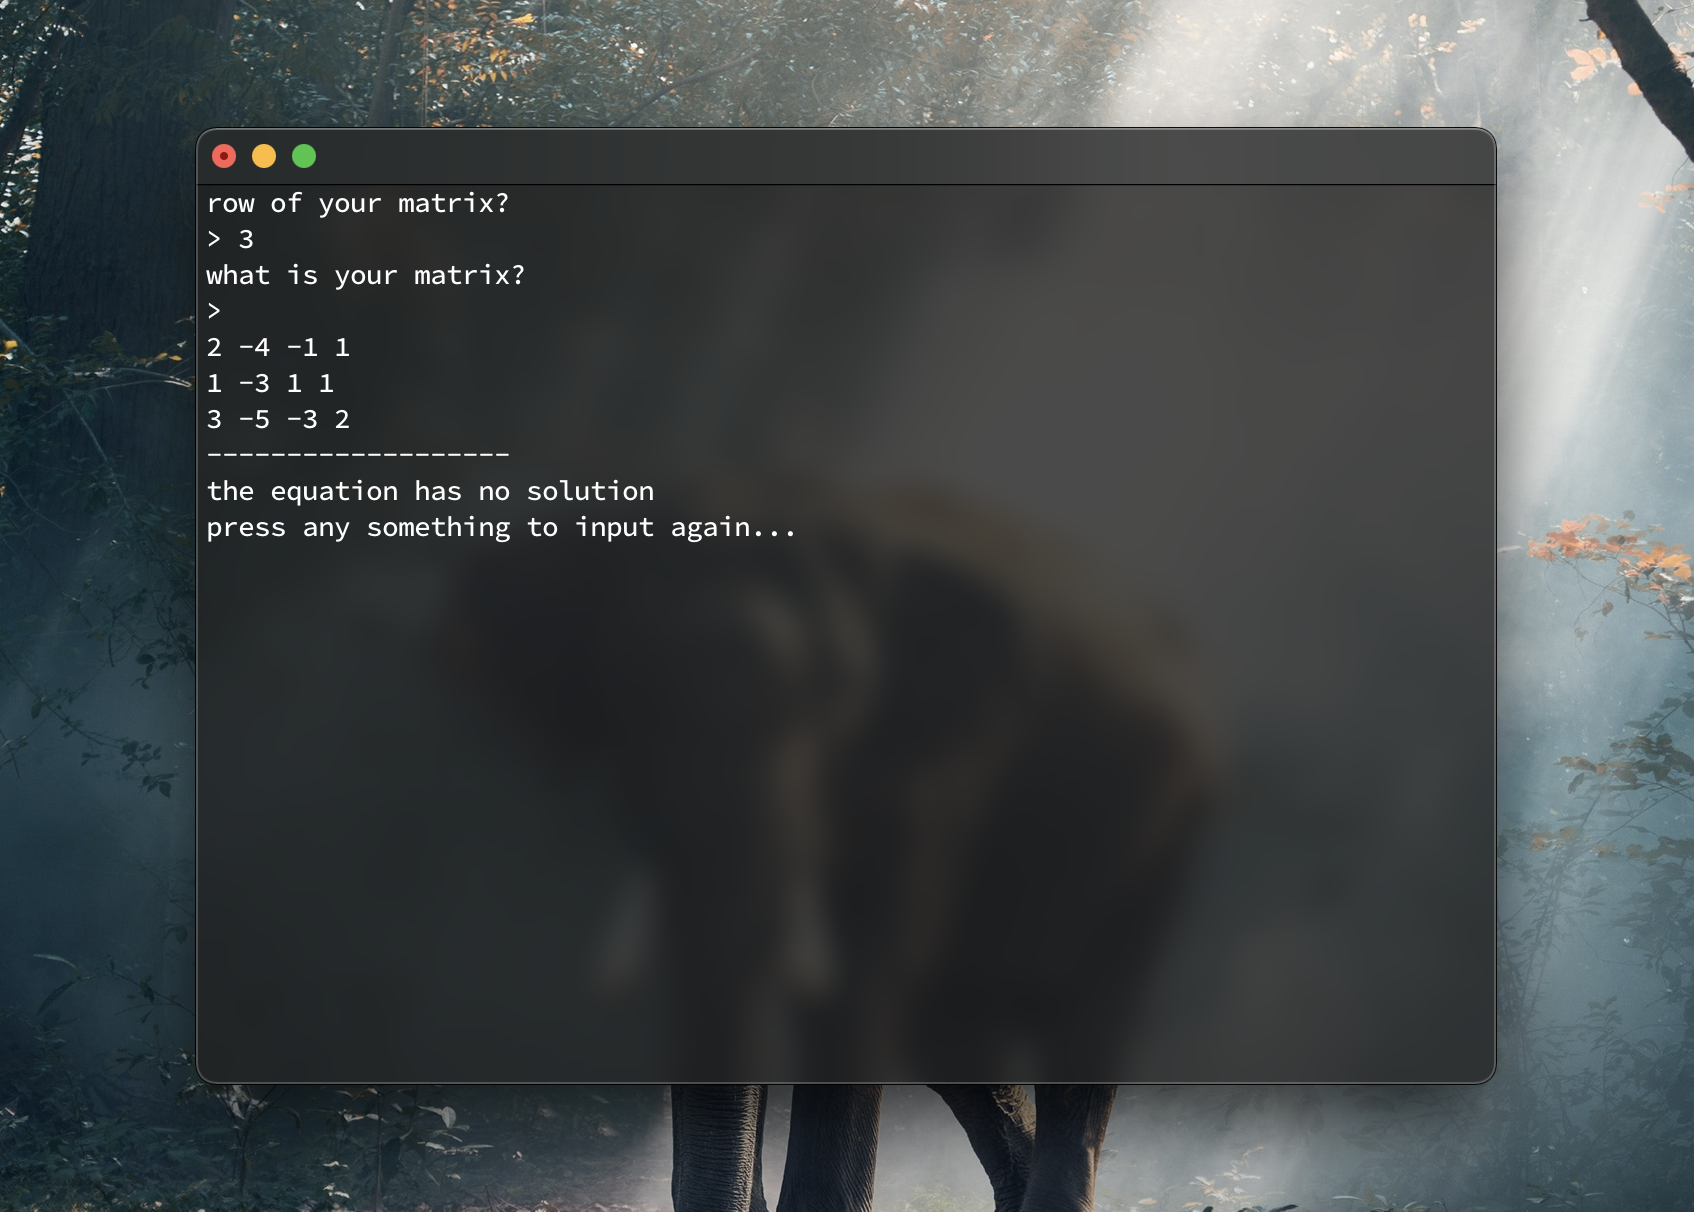 row of your matrix?
> 3
what is your matrix?
>
2 -4 -1 1
1 -3 1 1
3 -5 -3 2
-------------------
the equation has no solution
press any something to input again...